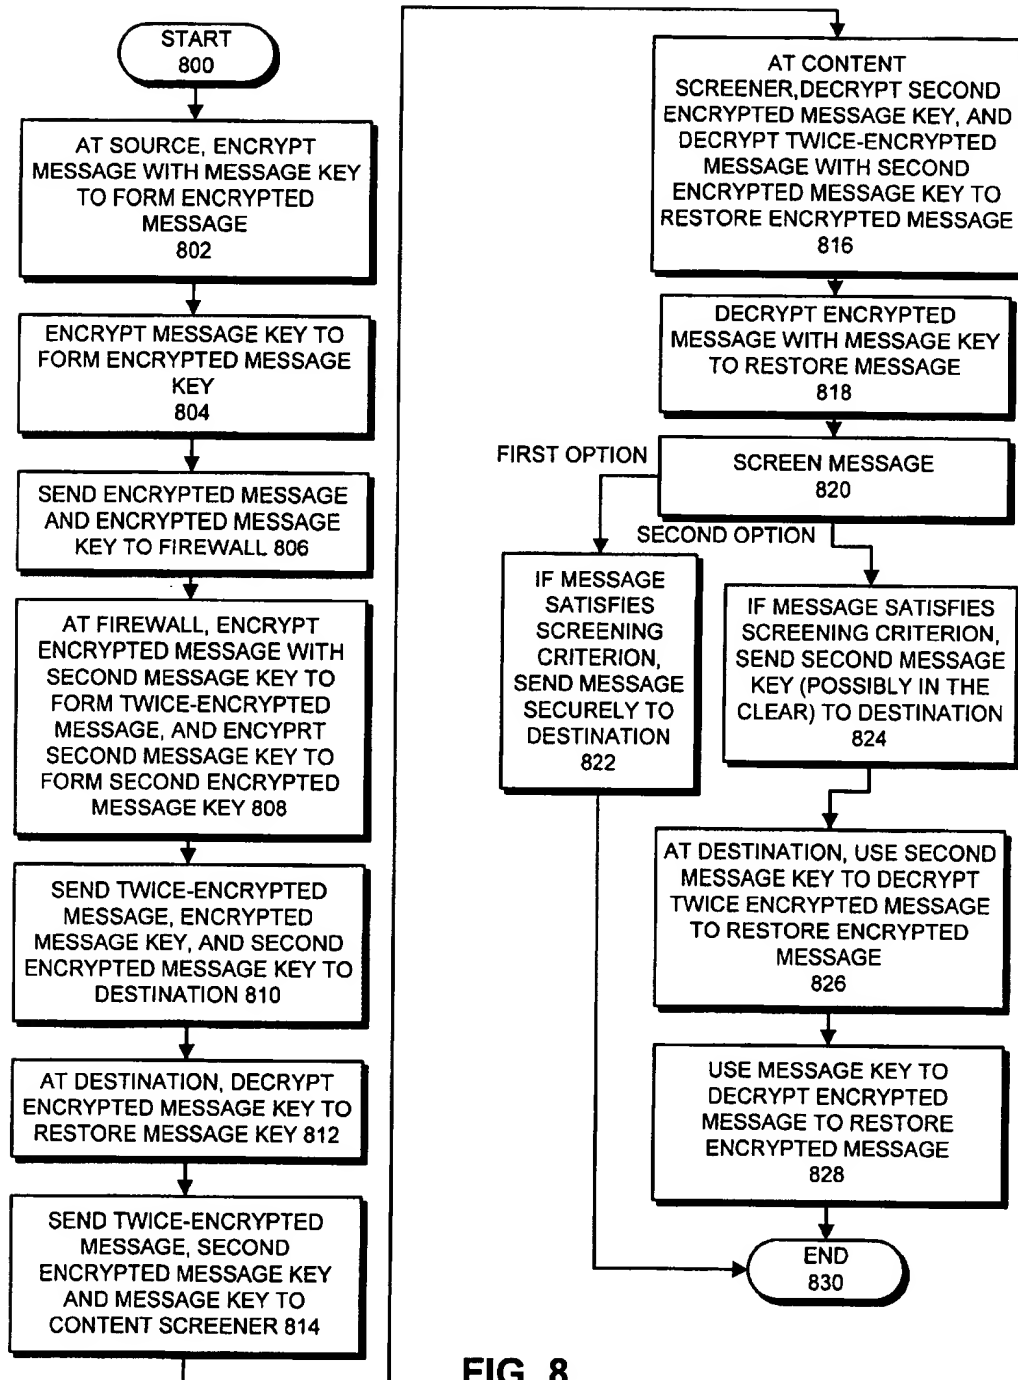 START
800
AT SOURCE, ENCRYPT
MESSAGE WITH MESSAGE KEY
TO FORM ENCRYPTED
MESSAGE
802
ENCRYPT MESSAGE KEY TO
FORM ENCRYPTED MESSAGE
KEY
804
SEND ENCRYPTED MESSAGE
AND ENCRYPTED MESSAGE
KEY TO FIREWALL 806
AT FIREWALL, ENCRYPT
ENCRYPTED MESSAGE WITH
SECOND MESSAGE KEY TO
FORM TWICE-ENCRYPTED
MESSAGE, AND ENCYPRT
SECOND MESSAGE KEY TO
FORM SECOND ENCRYPTED
MESSAGE KEY 808
SEND TWICE-ENCRYPTED
MESSAGE, ENCRYPTED
MESSAGE KEY, AND SECOND
ENCRYPTED MESSAGE KEY TO
DESTINATION 810
AT DESTINATION, DECRYPT
ENCRYPTED MESSAGE KEY TO
RESTORE MESSAGE KEY 812
SEND TWICE-ENCRYPTED
MESSAGE, SECOND
ENCRYPTED MESSAGE KEY
AND MESSAGE KEY TO
CONTENT SCREENER 814
AT CONTENT
SCREENER,DECRYPT SECOND
ENCRYPTED MESSAGE KEY, AND
DECRYPT TWICE-ENCRYPTED
MESSAGE WITH SECOND
ENCRYPTED MESSAGE KEY TO
RESTORE ENCRYPTED MESSAGE
816
DECRYPT ENCRYPTED
MESSAGE WITH MESSAGE KEY
TO RESTORE MESSAGE
818
SCREEN MESSAGE
820
FIRST OPTION
SECOND OPTION
IF MESSAGE
SATISFIES
SCREENING
CRITERION,
SEND MESSAGE
SECURELY TO
DESTINATION
822
IF MESSAGE SATISFIES
SCREENING CRITERION,
SEND SECOND MESSAGE
KEY (POSSIBLY IN THE
CLEAR) TO DESTINATION
824
AT DESTINATION, USE SECOND
MESSAGE KEY TO DECRYPT
TWICE ENCRYPTED MESSAGE
TO RESTORE ENCRYPTED
MESSAGE
826
USE MESSAGE KEY TO
DECRYPT ENCRYPTED
MESSAGE TO RESTORE
ENCRYPTED MESSAGE
828
END
830
FIG. 8